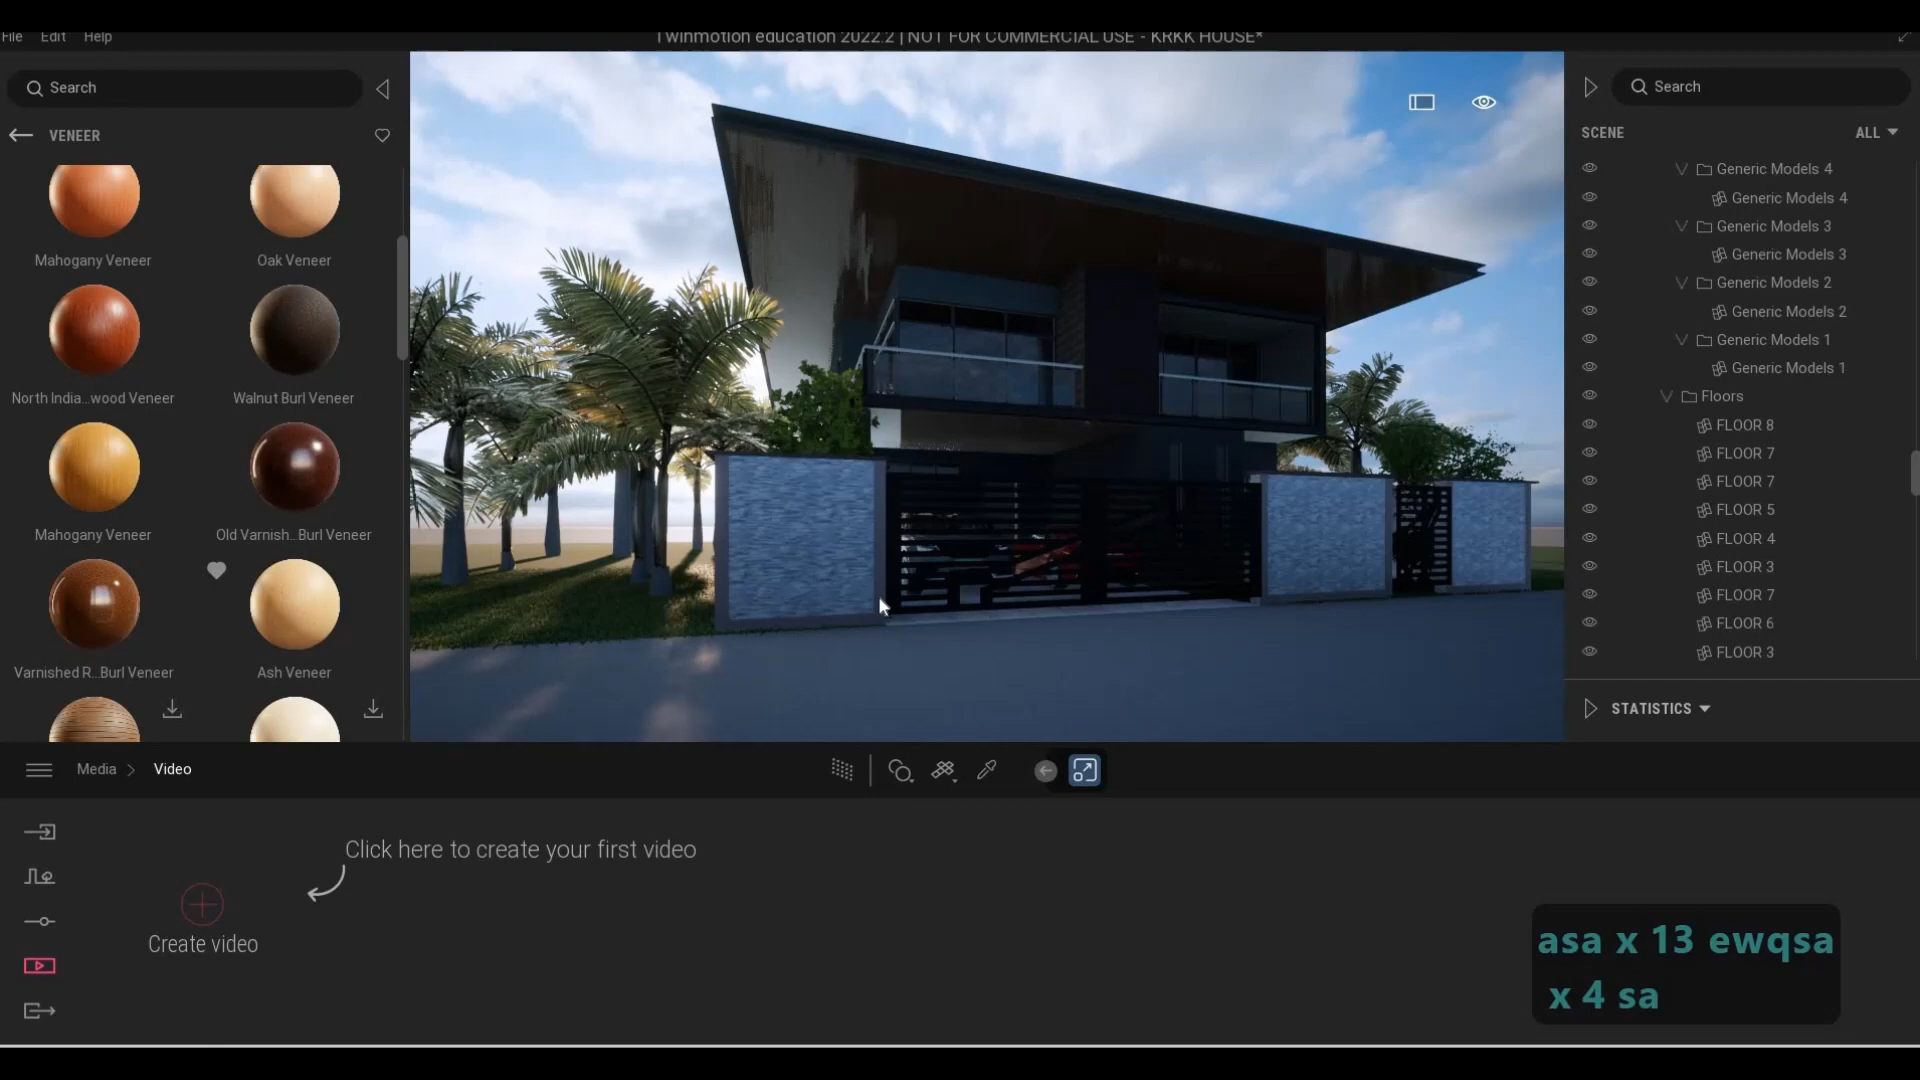 File Edit Help
Twinmotion education 2022.2 | NOT FOR COMMERCIAL USE - KRKK HOUSE*
Search
VENEER
Mahogany Veneer
Oak Veneer
North India...wood Veneer
Walnut Burl Veneer
Mahogany Veneer
Old Varnish...Burl Veneer
Varnished R...Burl Veneer
Ash Veneer
Search
SCENE
ALL
Generic Models 4
Generic Models 4
Generic Models 3
Generic Models 3
Generic Models 2
Generic Models 2
Generic Models 1
Generic Models 1
Floors
FLOOR 8
FLOOR 7
FLOOR 7
FLOOR 5
FLOOR 4
FLOOR 3
FLOOR 7
FLOOR 6
FLOOR 3
STATISTICS
Media
Video
Click here to create your first video
Create video
asa x 13 ewqsa
x 4 sa